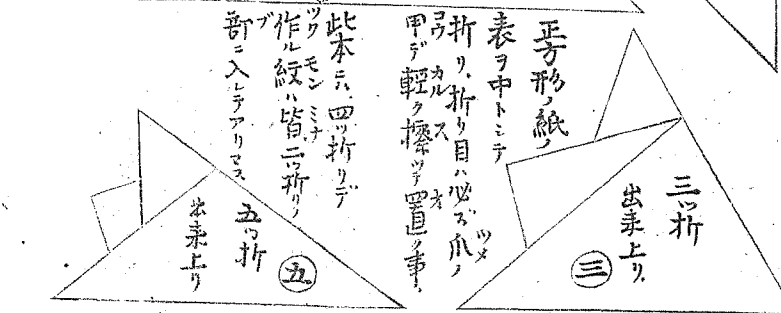 正方形ノ紙ノ
表ヲ中トシテ
折リ、折リ目ハ必ズ爪ノ
甲デ輕ク擦ツテ置ク事、
此本ニハ、四ツ折リデ
作ル紋ハ皆二ツ折リノ
部ニ入レテアリマス
三ツ折
出来上リ
三
五ツ折
出来上リ
五